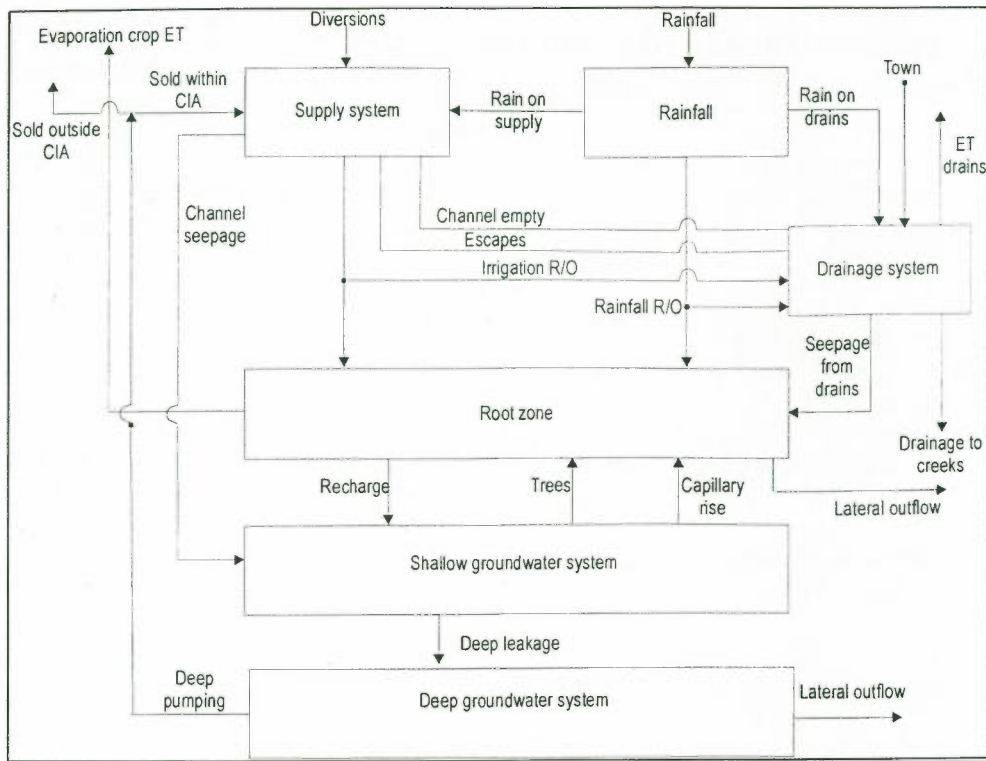 Diversions
Rainfall
Evaporation crop ET
Town
Sold within
CIA
Supply system
Rain on
supply
Rainfall
Rain on
drains
Sold outside
CIA
ET
drains
Channel
seepage
Channel empty
Escapes
Irrigation R/O
Drainage system
Rainfall R/O
Seepage
from
drains
Root zone
Drainage to
creeks
Recharge
Trees
Capillary
rise
Lateral outflow
Shallow groundwater system
Deep leakage
Deep
pumping
Deep groundwater system
Lateral outflow